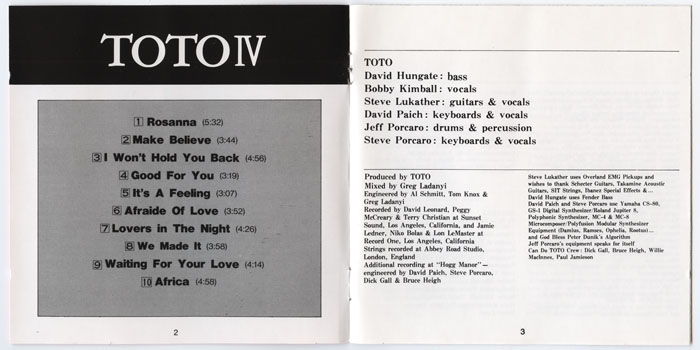 TOTO IV
1 Rosanna (5:32)
2 Make Believe (3:44)
3 I Won't Hold You Back (4:56)
4 Good For You (3:19)
5 It's A Feeling (3:07)
6 Afraide Of Love (3:52)
7 Lovers In The Night (4:26)
8 We Made It (3:58)
9 Waiting For Your Love (4:14)
10 Africa (4:58)
2
TOTO
David Hungate: bass
Bobby Kimball: vocals
Steve Lukather: guitars & vocals
David Paich: keyboards & vocals
Jeff Porcaro: drums & percussion
Steve Porcaro: keyboards & vocals
Produced by TOTO
Mixed by Greg Ladanyi
Engineered by Al Schmitt, Tom Knox &
Greg Ladanyi
Recorded by David Leonard, Peggy
McCreary & Terry Christian at Sunset
Sound, Los Angeles, California, and Jamie
Ledner, Niko Bolas & Lon LeMaster at
Record One, Los Angeles, California
Strings recorded at Abbey Road Studio,
London, England
Additional recording at "Hogg Manor"—
engineered by David Paich, Steve Porcaro,
Dick Gall & Bruce Heigh
Steve Lukather uses Overland EMG Pickups and
wishes to thank Schecter Guitars, Takamine Acoustic
Guitars, SIT Strings, Ibanez Special Effects &...
David Hungate uses Fender Bass
David Paich and Steve Porcaro use Yamaha CS-80,
GS-1 Digital Synthesizer/Roland Jupiter 8,
Polyphonic Synthesizer, MC-4 & MC-8
Microcomposer/Polyfusion Modular Synthesizer
Equipment (Damius, Ramses, Ophelia, Rootus)...
and God Bless Peter Dunik's Algorithm
Jeff Porcaro's equipment speaks for itself
Can Do TOTO Crew: Dick Gall, Bruce Heigh, Willie
MacInnes, Paul Jamieson
3